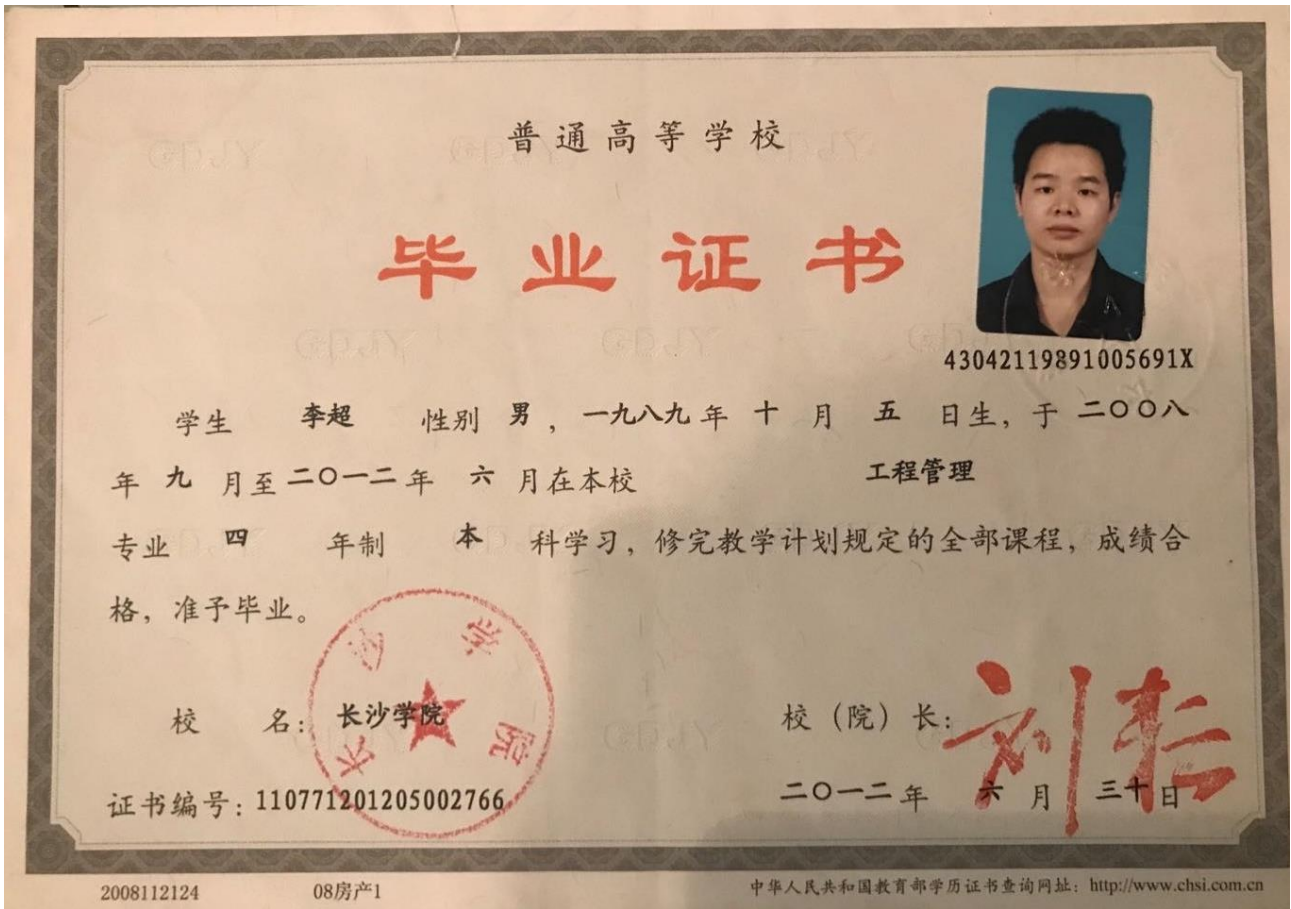 普通高等学校
毕业证书
43042119891005691X
学生 李超 性别 男，一九八九年 十 月 五 日生，于 二〇〇八
年 九 月至 二〇一二 年 六 月在本校 工程管理
专业 四 年制 本 科学习，修完教学计划规定的全部课程，成绩合
格，准予毕业。
长沙学院
校 名：长沙学院 校（院）长：
证书编号：110771201205002766 二〇一二年 六 月 三十日
2008112124 08房产1 中华人民共和国教育部学历证书查询网址：http://www.chsi.com.cn